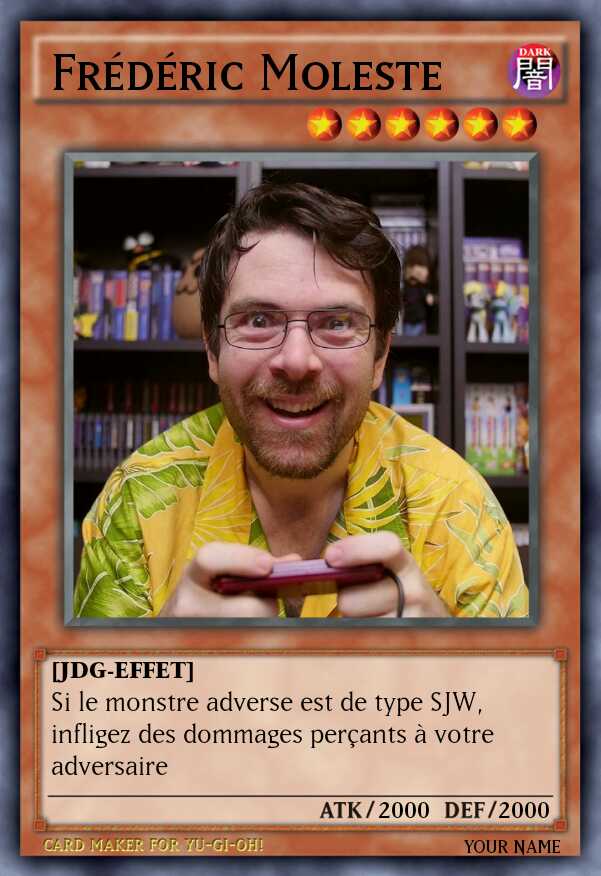 Frédéric Moleste
DARK
闇
[JDG-EFFET]
Si le monstre adverse est de type SJW,
infligez des dommages perçants à votre
adversaire
ATK/2000 DEF/2000
CARD MAKER FOR YU-GI-OH!
YOUR NAME